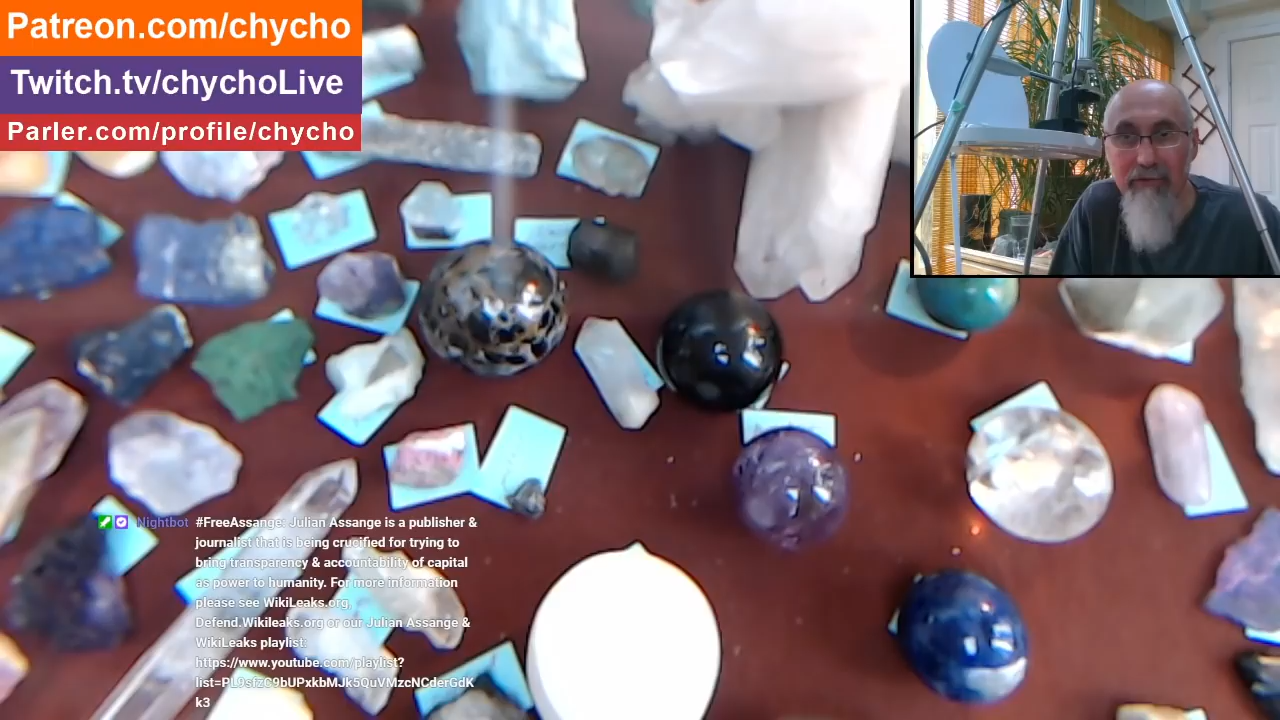 Patreon.com/chycho
Twitch.tv/chychoLive
Parler.com/profile/chycho
Nightbot #FreeAssange: Julian Assange is a publisher &
journalist that is being crucified for trying to
bring transparency & accountability of capital
as power to humanity. For more information
please see WikiLeaks.org,
Defend.Wikileaks.org or our Julian Assange &
WikiLeaks playlist:
https://www.youtube.com/playlist?
list=PL9sfzC9bUPxkbMJk5QuVMzcNCderGdK
k3